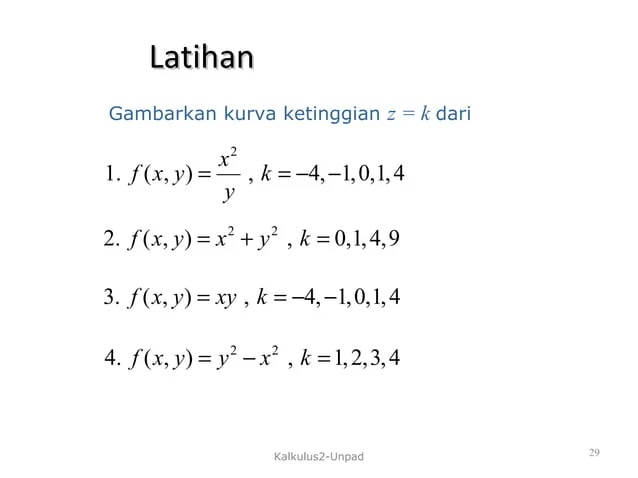 Latihan
Gambarkan kurva ketinggian z = k dari
1. f (x, y) = x²/y , k = −4, −1, 0, 1, 4
2. f (x, y) = x² + y² , k = 0, 1, 4, 9
3. f (x, y) = xy , k = −4, −1, 0, 1, 4
4. f (x, y) = y² − x² , k = 1, 2, 3, 4
Kalkulus2-Unpad
29